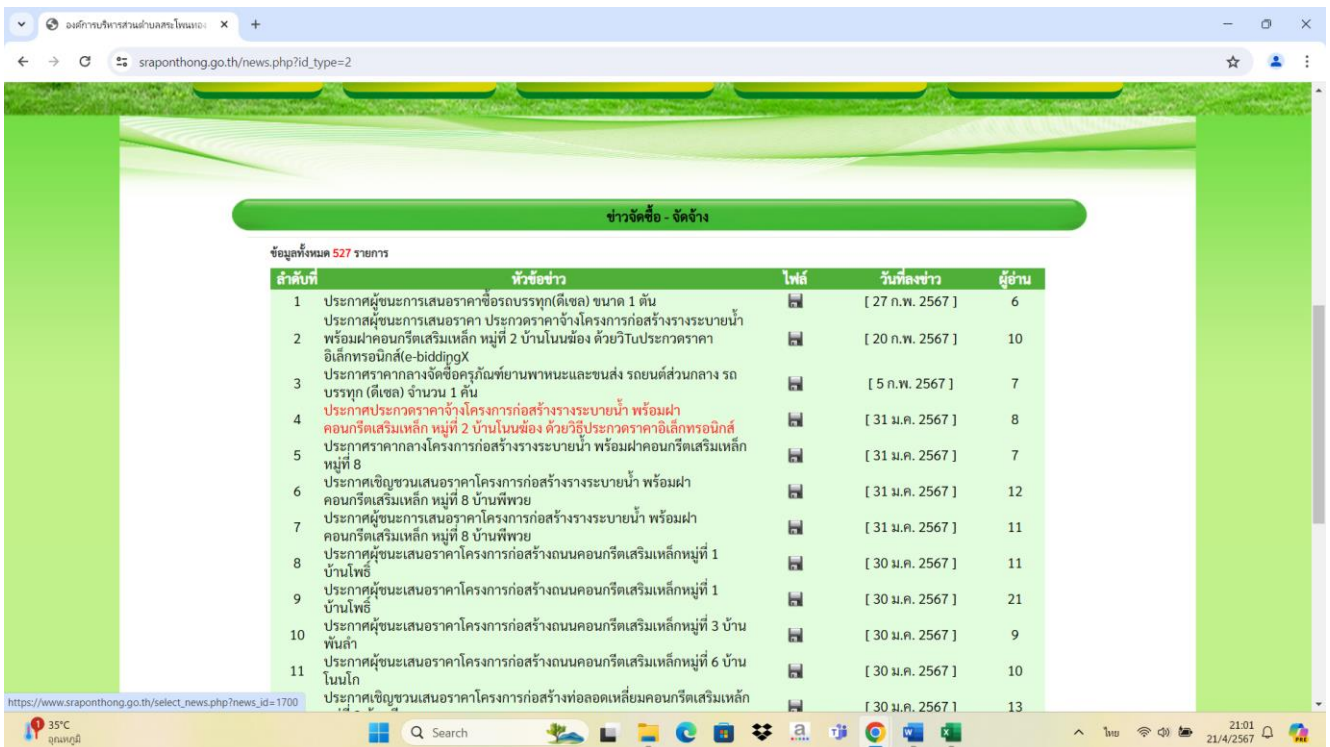 องค์การบริหารส่วนตำบลสระโพนทอง
sraponthong.go.th/news.php?id_type=2
ข่าวจัดซื้อ - จัดจ้าง
ข้อมูลทั้งหมด 527 รายการ
ลำดับที่ หัวข้อข่าว ไฟล์ วันที่ลงข่าว ผู้อ่าน
1 ประกาศผู้ชนะการเสนอราคาซื้อรถบรรทุก(ดีเซล) ขนาด 1 ตัน [ 27 ก.พ. 2567 ] 6
ประกาสผุ้ชนะการเสนอราคา ประกวดราคาจ้างโครงการก่อสร้างรางระบายน้ำ
2 พร้อมฝาคอนกรีตเสริมเหล็ก หมู่ที่ 2 บ้านโนนฆ้อง ด้วยวิTuประกวดราคา [ 20 ก.พ. 2567 ] 10
อิเล็กทรอนิกส์(e-biddingX
3 ประกาศราคากลางจัดซื้อครุภัณฑ์ยานพาหนะและขนส่ง รถยนต์ส่วนกลาง รถ [ 5 ก.พ. 2567 ] 7
บรรทุก (ดีเซล) จำนวน 1 คัน
4 ประกาศประกวดราคาจ้างโครงการก่อสร้างรางระบายน้ำ พร้อมฝา [ 31 ม.ค. 2567 ] 8
คอนกรีตเสริมเหล็ก หมู่ที่ 2 บ้านโนนฆ้อง ด้วยวิธีประกวดราคาอิเล็กทรอนิกส์
5 ประกาศราคากลางโครงการก่อสร้างรางระบายน้ำ พร้อมฝาคอนกรีตเสริมเหล็ก [ 31 ม.ค. 2567 ] 7
หมู่ที่ 8
6 ประกาศเชิญชวนเสนอราคาโครงการก่อสร้างรางระบายน้ำ พร้อมฝา [ 31 ม.ค. 2567 ] 12
คอนกรีตเสริมเหล็ก หมู่ที่ 8 บ้านพีพวย
7 ประกาศผู้ชนะการเสนอราคาโครงการก่อสร้างรางระบายน้ำ พร้อมฝา [ 31 ม.ค. 2567 ] 11
คอนกรีตเสริมเหล็ก หมู่ที่ 8 บ้านพีพวย
8 ประกาศผู้ชนะเสนอราคาโครงการก่อสร้างถนนคอนกรีตเสริมเหล็กหมู่ที่ 1 [ 30 ม.ค. 2567 ] 11
บ้านโพธิ์
9 ประกาศผู้ชนะเสนอราคาโครงการก่อสร้างถนนคอนกรีตเสริมเหล็กหมู่ที่ 1 [ 30 ม.ค. 2567 ] 21
บ้านโพธิ์
10 ประกาศผู้ชนะเสนอราคาโครงการก่อสร้างถนนคอนกรีตเสริมเหล็กหมู่ที่ 3 บ้าน [ 30 ม.ค. 2567 ] 9
พันลำ
11 ประกาศผู้ชนะเสนอราคาโครงการก่อสร้างถนนคอนกรีตเสริมเหล็กหมู่ที่ 6 บ้าน [ 30 ม.ค. 2567 ] 10
โนนโก
ประกาศเชิญชวนเสนอราคาโครงการก่อสร้างท่อลอดเหลี่ยมคอนกรีตเสริมเหล็ก [ 30 ม.ค. 2567 ] 13
https://www.sraponthong.go.th/select_news.php?news_id=1700
35°C
อุณหภูมิ
Search
ไทย
21:01
21/4/2567